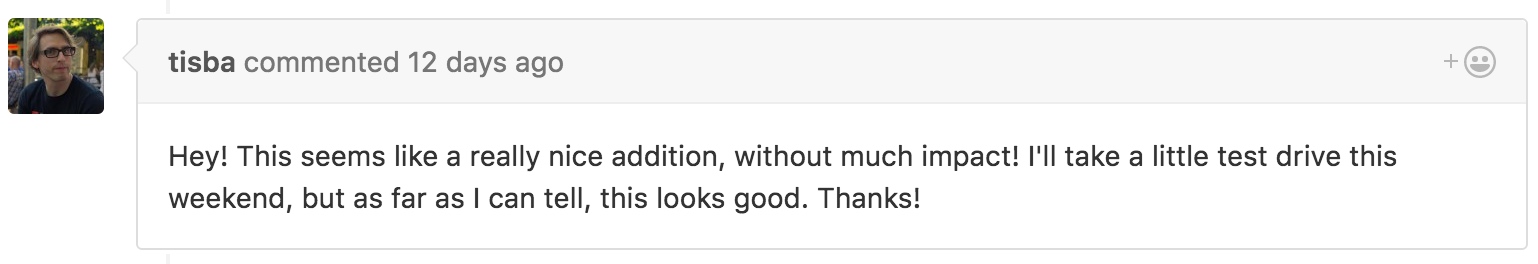 tisba commented 12 days ago
Hey! This seems like a really nice addition, without much impact! I'll take a little test drive this
weekend, but as far as I can tell, this looks good. Thanks!